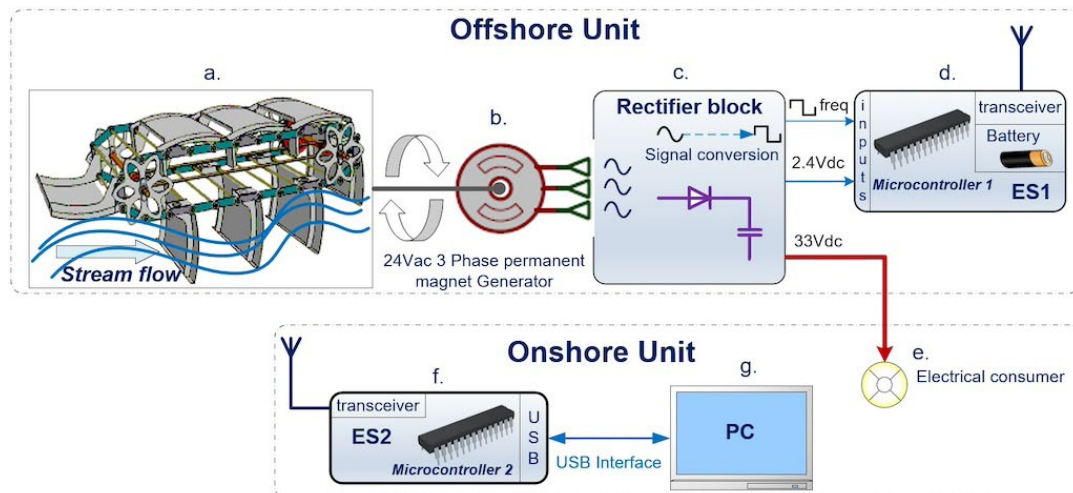 Offshore Unit
a.
Stream flow
b.
24Vac 3 Phase permanent
magnet Generator
c.
Rectifier block
Signal conversion
freq
2.4Vdc
33Vdc
d.
inputs
transceiver
Battery
Microcontroller 1
ES1
e.
Electrical consumer
Onshore Unit
f.
transceiver
ES2
Microcontroller 2
USB
USB Interface
g.
PC